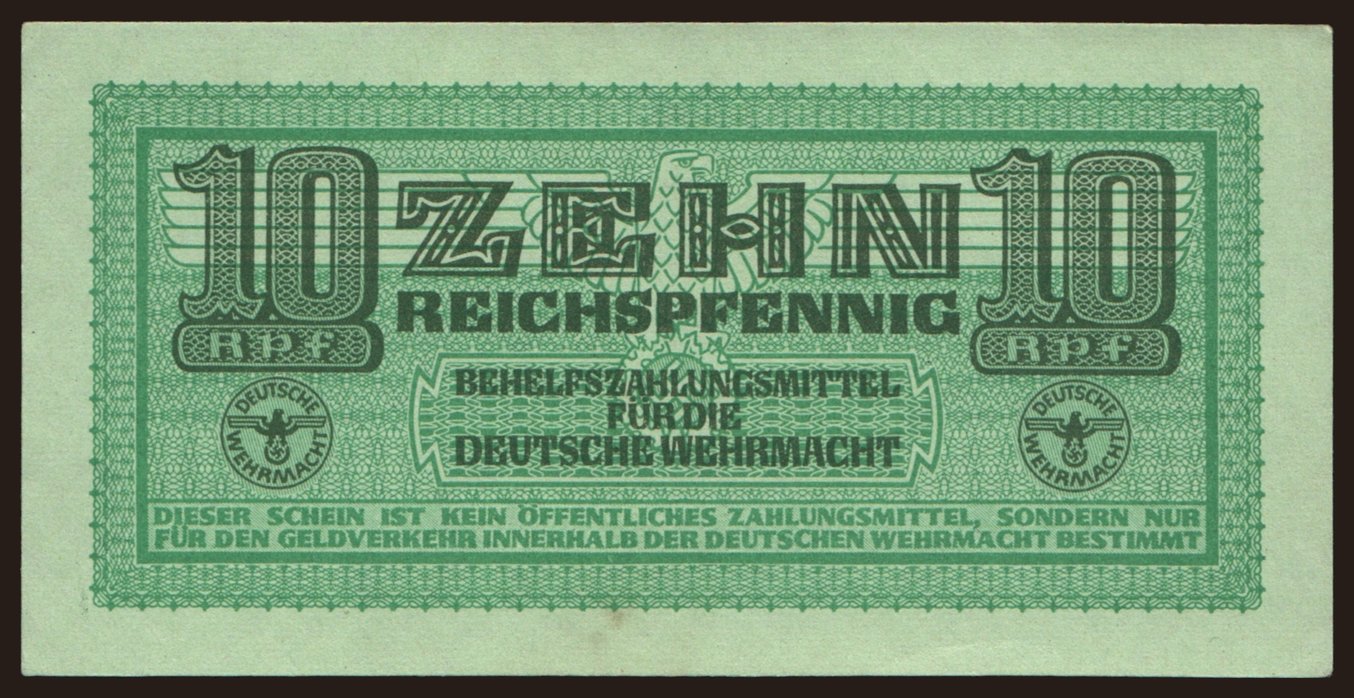 10 ZEHN 10
REICHSPFENNIG
Rpf Rpf
BEHELFSZAHLUNGSMITTEL
FÜR DIE
DEUTSCHE WEHRMACHT
DEUTSCHE WEHRMACHT
DEUTSCHE WEHRMACHT
DIESER SCHEIN IST KEIN ÖFFENTLICHES ZAHLUNGSMITTEL, SONDERN NUR
FÜR DEN GELDVERKEHR INNERHALB DER DEUTSCHEN WEHRMACHT BESTIMMT